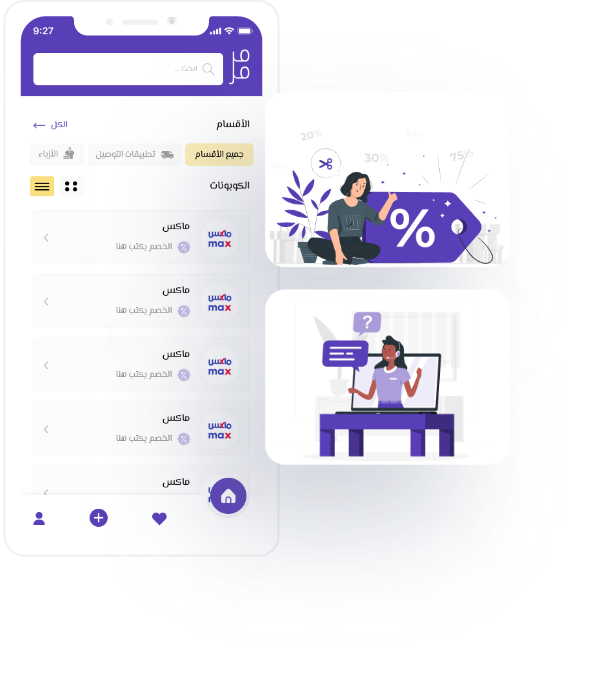 9:27
ابحث ...
الأقسام
الكل
جميع الأقسام
تطبيقات التوصيل
الأزياء
الكوبونات
ماكس
الخصم يكتب هنا
ماكس
max
ماكس
الخصم يكتب هنا
ماكس
max
ماكس
الخصم يكتب هنا
ماكس
max
ماكس
الخصم يكتب هنا
ماكس
max
ماكس
20%
30%
75%
%
?